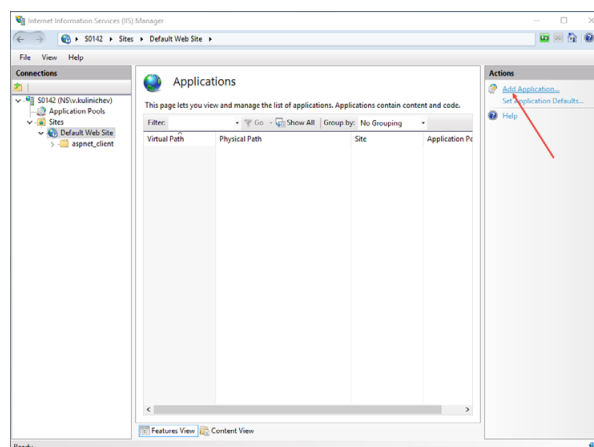 Internet Information Services (IIS) Manager
S0142 Sites Default Web Site
File View Help
Connections
S0142 (NS\v.kulinichev)
Application Pools
Sites
Default Web Site
aspnet_client
Applications
This page lets you view and manage the list of applications. Applications contain content and code.
Filter: Go Show All Group by: No Grouping
Virtual Path Physical Path Site Application Po
Features View Content View
Actions
Add Application...
Set Application Defaults...
Help
Ready